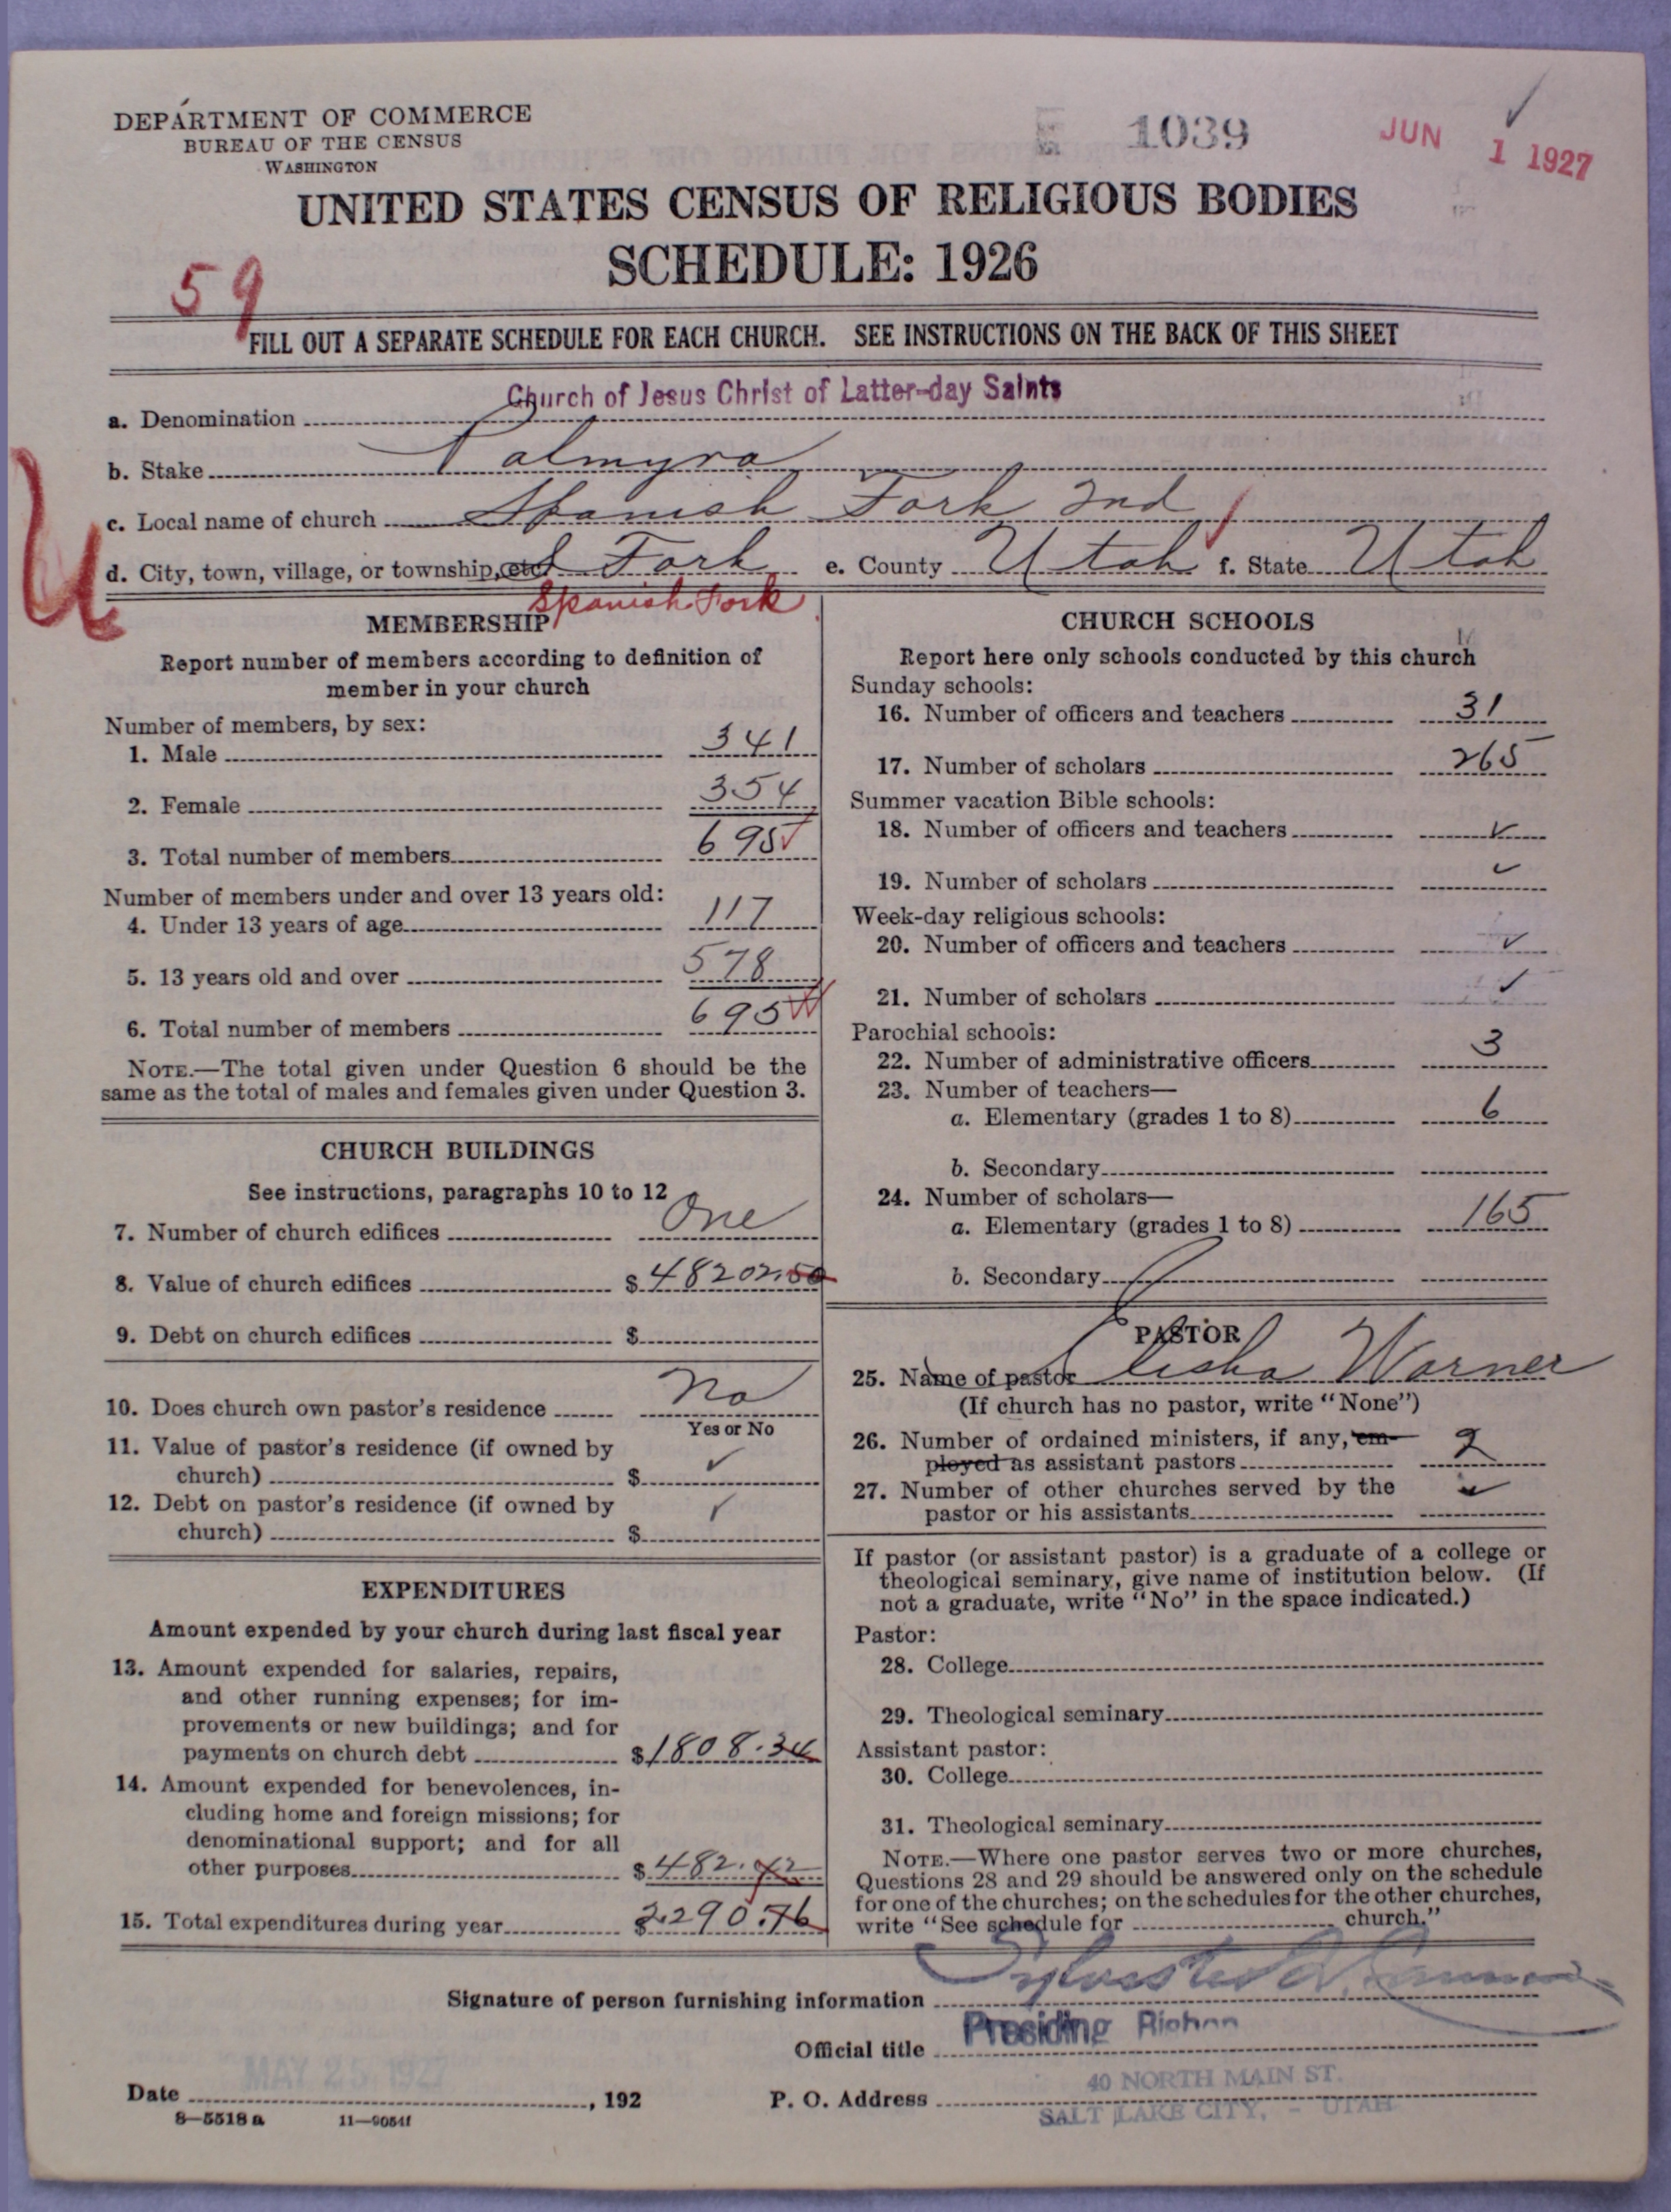 DEPARTMENT OF COMMERCE
BUREAU OF THE CENSUS
WASHINGTON
1039
JUN 1 1927
UNITED STATES CENSUS OF RELIGIOUS BODIES
SCHEDULE: 1926
59
FILL OUT A SEPARATE SCHEDULE FOR EACH CHURCH. SEE INSTRUCTIONS ON THE BACK OF THIS SHEET
a. Denomination Church of Jesus Christ of Latter-day Saints
b. Stake Palmyra
c. Local name of church Spanish Fork 2nd
d. City, town, village, or township, etc. S Fork e. County Utah f. State Utah
Spanish Fork
MEMBERSHIP
Report number of members according to definition of
member in your church
Number of members, by sex:
1. Male 341
2. Female 354
3. Total number of members 695
Number of members under and over 13 years old:
4. Under 13 years of age 117
5. 13 years old and over 578
6. Total number of members 695
NOTE.—The total given under Question 6 should be the
same as the total of males and females given under Question 3.
CHURCH BUILDINGS
See instructions, paragraphs 10 to 12
7. Number of church edifices One
8. Value of church edifices $ 48202.50
9. Debt on church edifices $
10. Does church own pastor's residence No
Yes or No
11. Value of pastor's residence (if owned by
church) $ ✓
12. Debt on pastor's residence (if owned by
church) $ ✓
EXPENDITURES
Amount expended by your church during last fiscal year
13. Amount expended for salaries, repairs,
and other running expenses; for im-
provements or new buildings; and for
payments on church debt $ 1808.34
14. Amount expended for benevolences, in-
cluding home and foreign missions; for
denominational support; and for all
other purposes $ 482.42
15. Total expenditures during year $ 2290.76
CHURCH SCHOOLS
Report here only schools conducted by this church
Sunday schools:
16. Number of officers and teachers 31
17. Number of scholars 265
Summer vacation Bible schools:
18. Number of officers and teachers ✓
19. Number of scholars ✓
Week-day religious schools:
20. Number of officers and teachers ✓
21. Number of scholars ✓
Parochial schools:
22. Number of administrative officers 3
23. Number of teachers—
a. Elementary (grades 1 to 8) 6
b. Secondary
24. Number of scholars—
a. Elementary (grades 1 to 8) 165
b. Secondary
PASTOR
25. Name of pastor Elisha Warner
(If church has no pastor, write "None")
26. Number of ordained ministers, if any, em-
ployed as assistant pastors 2
27. Number of other churches served by the
pastor or his assistants ✓
If pastor (or assistant pastor) is a graduate of a college or
theological seminary, give name of institution below. (If
not a graduate, write "No" in the space indicated.)
Pastor:
28. College
29. Theological seminary
Assistant pastor:
30. College
31. Theological seminary
NOTE.—Where one pastor serves two or more churches,
Questions 28 and 29 should be answered only on the schedule
for one of the churches; on the schedules for the other churches,
write "See schedule for church."
Signature of person furnishing information Sylvester Q. Cannon
Official title Presiding Bishop
Date MAY 25 1927, 192
P. O. Address 40 NORTH MAIN ST.
SALT LAKE CITY, - UTAH
8—5518 a 11—9054f